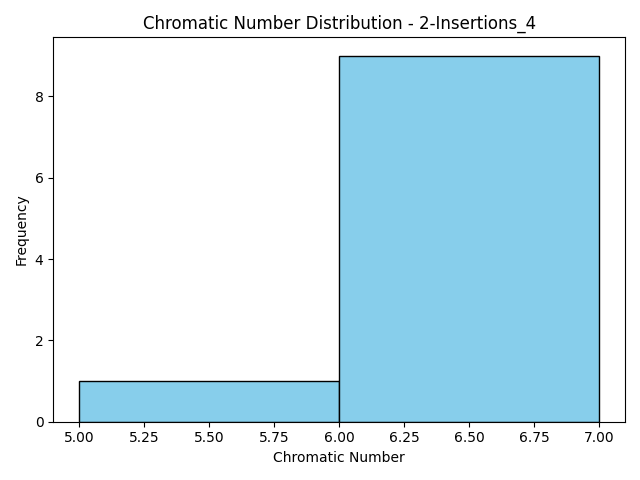 Chromatic Number Distribution - 2-Insertions_4
Frequency
8
6
4
2
0
5.00 5.25 5.50 5.75 6.00 6.25 6.50 6.75 7.00
Chromatic Number